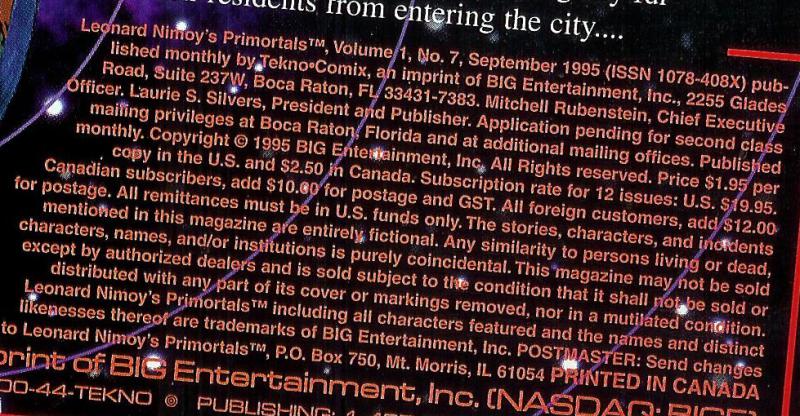 residents from entering the city....
Leonard Nimoy's Primortals™, Volume 1, No. 7, September 1995 (ISSN 1078-408X) pub-
lished monthly by Tekno•Comix, an imprint of BIG Entertainment, Inc., 2255 Glades
Road, Suite 237W, Boca Raton, FL 33431-7383. Mitchell Rubenstein, Chief Executive
Officer. Laurie S. Silvers, President and Publisher. Application pending for second class
mailing privileges at Boca Raton, Florida and at additional mailing offices. Published
monthly. Copyright © 1995 BIG Entertainment, Inc. All Rights reserved. Price $1.95 per
copy in the U.S. and $2.50 in Canada. Subscription rate for 12 issues: U.S. $19.95.
Canadian subscribers, add $10.00 for postage and GST. All foreign customers, add $12.00
for postage. All remittances must be in U.S. funds only. The stories, characters, and incidents
mentioned in this magazine are entirely fictional. Any similarity to persons living or dead,
characters, names, and/or institutions is purely coincidental. This magazine may not be sold
except by authorized dealers and is sold subject to the condition that it shall not be sold or
distributed with any part of its cover or markings removed, nor in a mutilated condition.
Leonard Nimoy's Primortals™ including all characters featured and the names and distinct
likenesses thereof are trademarks of BIG Entertainment, Inc. POSTMASTER: Send changes
to Leonard Nimoy's Primortals™, P.O. Box 750, Mt. Morris, IL 61054 PRINTED IN CANADA
print of BIG Entertainment, Inc. (NASDAQ: BIGE)
00-44-TEKNO © PUBLISHING: